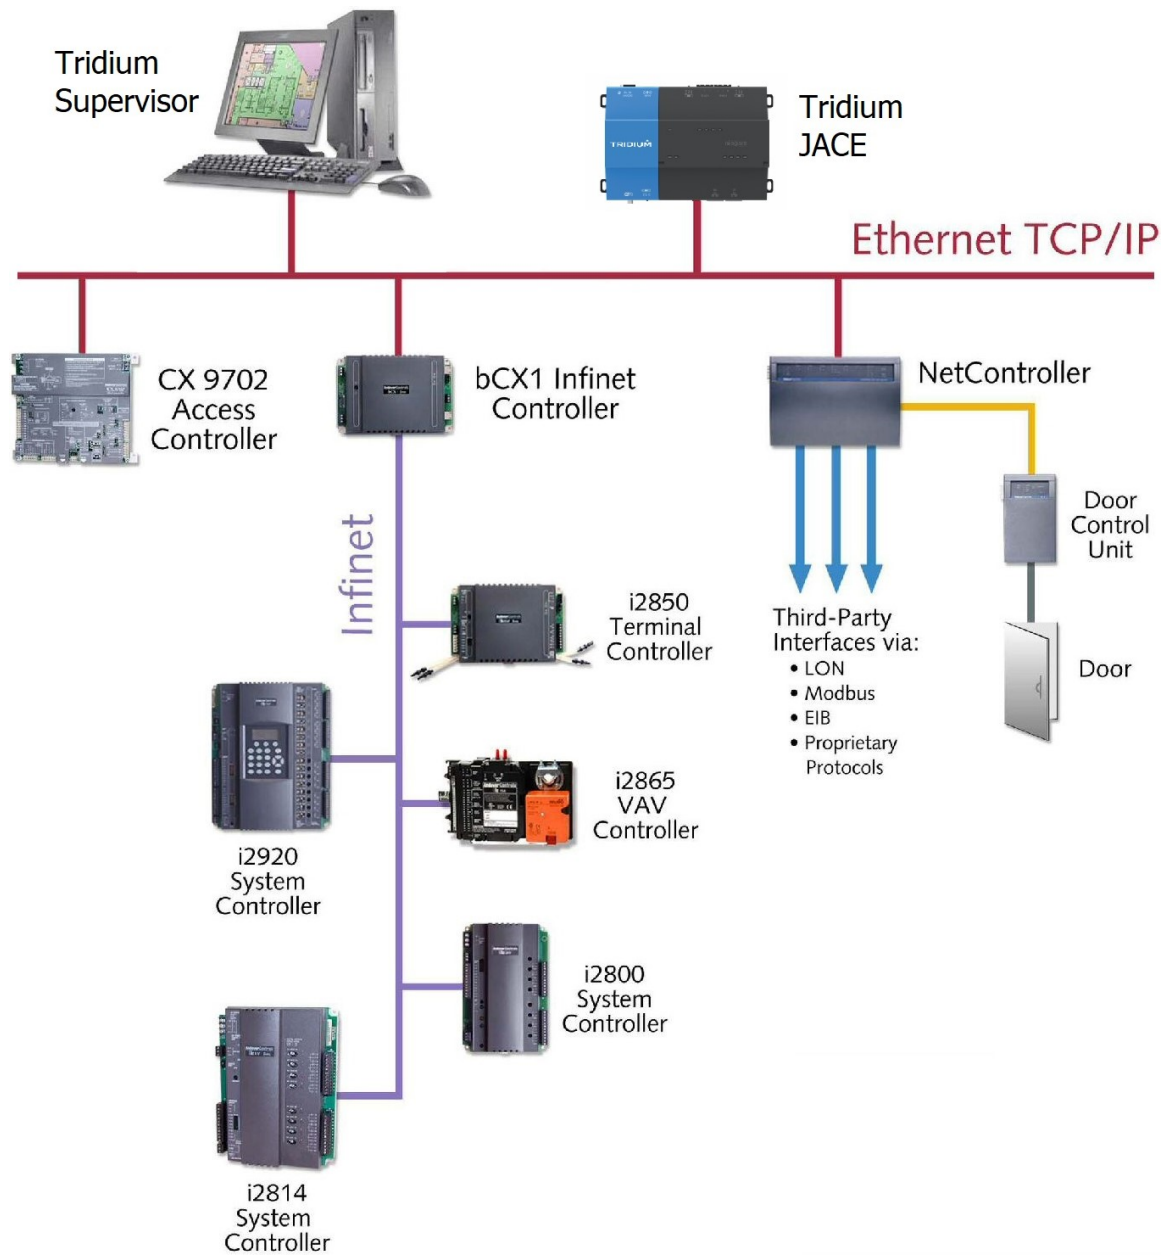 Tridium
Supervisor
TRIDIUM
Tridium
JACE
Ethernet TCP/IP
CX 9702
Access
Controller
bCX1 Infinet
Controller
NetController
Infinet
Door
Control
Unit
i2850
Terminal
Controller
Third-Party
Interfaces via:
• LON
• Modbus
• EIB
• Proprietary
Protocols
Door
i2920
System
Controller
i2865
VAV
Controller
i2800
System
Controller
i2814
System
Controller